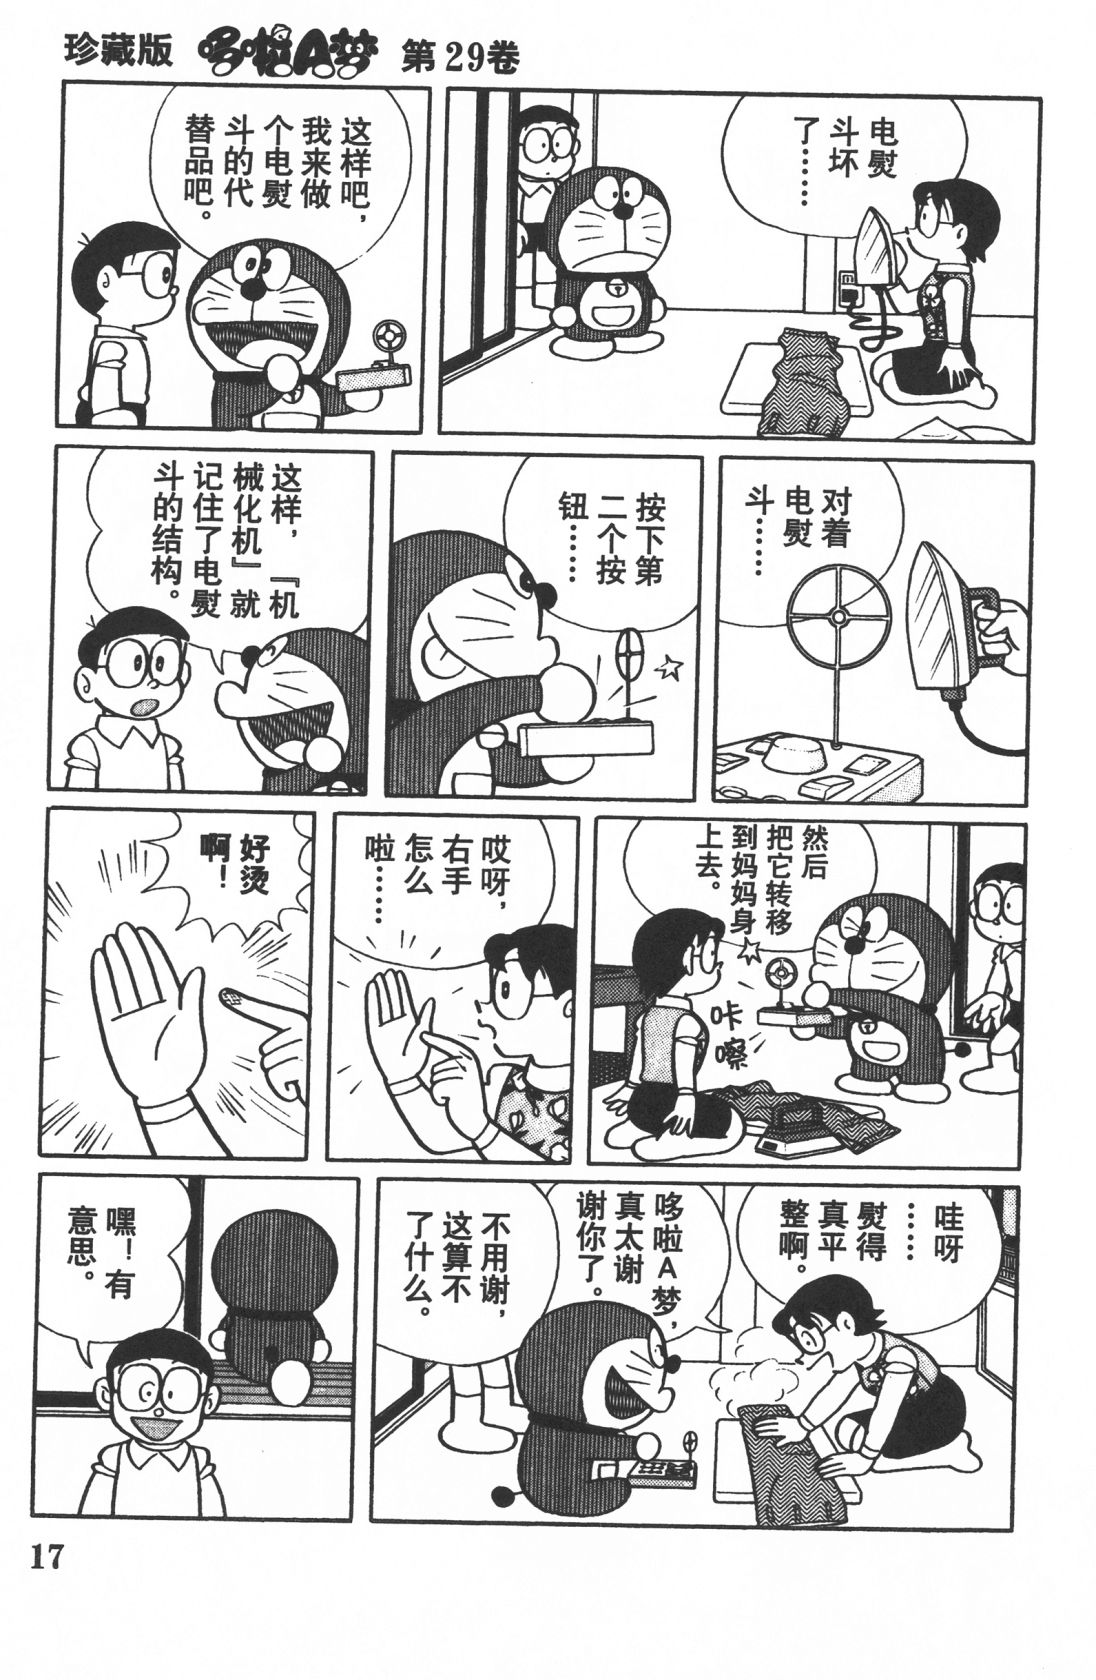 珍藏版 哆啦A梦 第29卷
电熨
斗坏
了……
这样吧，
我来做
个电熨
斗的代
替品吧。
对着
电熨
斗……
按下第
二个按
钮……
这样，『机
械化机』就
记住了电熨
斗的结构。
然后
把它转移
到妈妈身
上去。
咔
嚓
哎呀，
右手
怎么
啦……
好烫
啊！
哇呀
……
熨得
真平
整啊。
哆啦A梦，
真太谢
谢你了。
不用谢，
这算不
了什么。
嘿！有
意思。
17